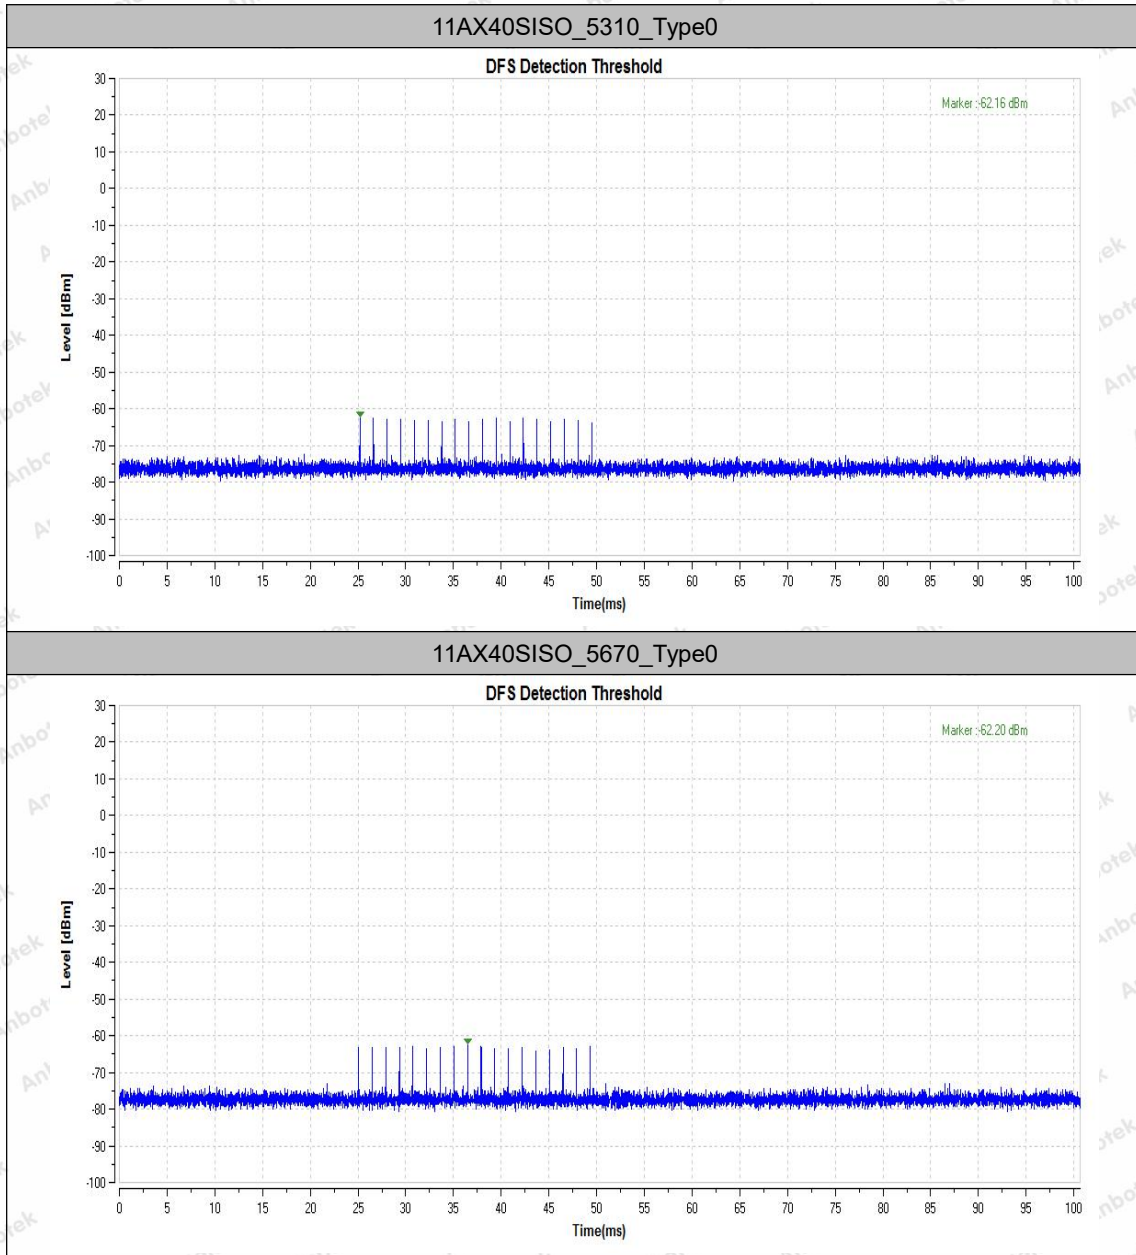 11AX40SISO_5310_Type0
DFS Detection Threshold
Marker :-62.16 dBm
30
20
10
0
-10
-20
-30
-40
-50
-60
-70
-80
-90
-100
Level [dBm]
0 5 10 15 20 25 30 35 40 45 50 55 60 65 70 75 80 85 90 95 100
Time(ms)
11AX40SISO_5670_Type0
DFS Detection Threshold
Marker :-62.20 dBm
30
20
10
0
-10
-20
-30
-40
-50
-60
-70
-80
-90
-100
Level [dBm]
0 5 10 15 20 25 30 35 40 45 50 55 60 65 70 75 80 85 90 95 100
Time(ms)